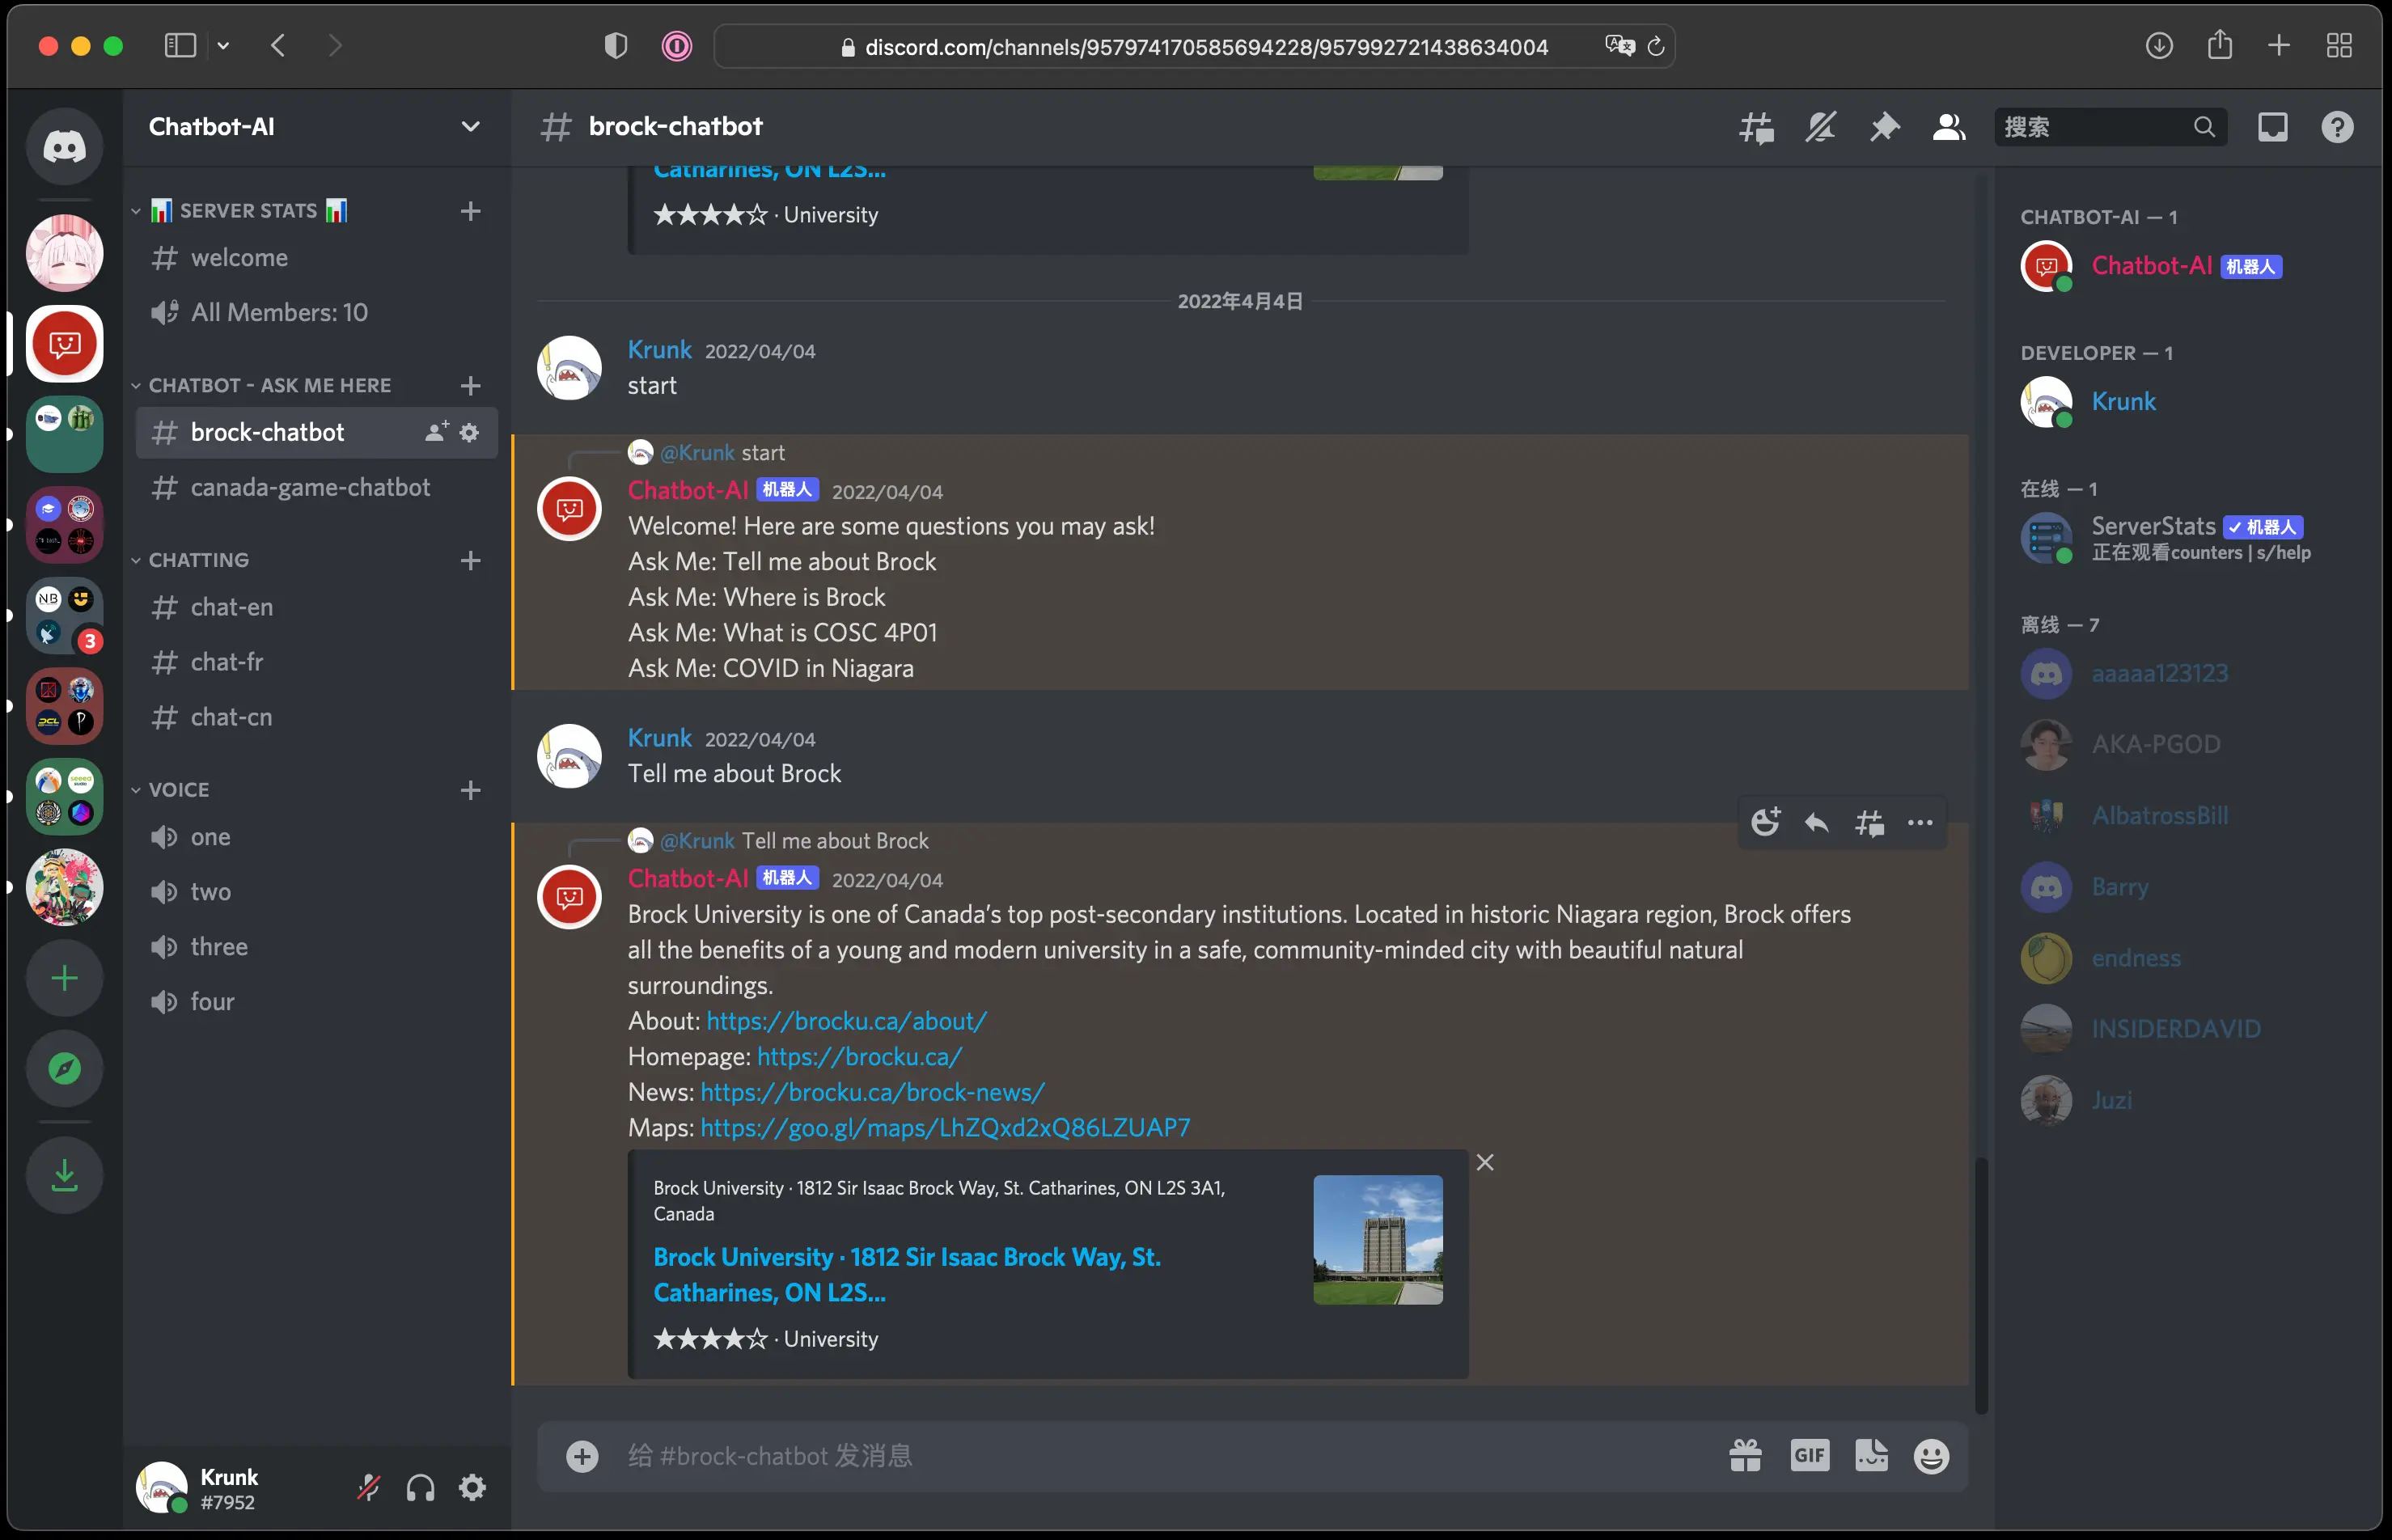 discord.com/channels/957974170585694228/957992721438634004
Chatbot-AI
SERVER STATS
welcome
All Members: 10
CHATBOT - ASK ME HERE
brock-chatbot
canada-game-chatbot
CHATTING
chat-en
chat-fr
chat-cn
VOICE
one
two
three
four
Krunk
#7952
NB
3
DCL
seeed
brock-chatbot
搜索
Catharines, ON L2S...
★★★★☆ · University
2022年4月4日
Krunk 2022/04/04
start
@Krunk start
Chatbot-AI 机器人 2022/04/04
Welcome! Here are some questions you may ask!
Ask Me: Tell me about Brock
Ask Me: Where is Brock
Ask Me: What is COSC 4P01
Ask Me: COVID in Niagara
Krunk 2022/04/04
Tell me about Brock
@Krunk Tell me about Brock
Chatbot-AI 机器人 2022/04/04
Brock University is one of Canada’s top post-secondary institutions. Located in historic Niagara region, Brock offers
all the benefits of a young and modern university in a safe, community-minded city with beautiful natural
surroundings.
About: https://brocku.ca/about/
Homepage: https://brocku.ca/
News: https://brocku.ca/brock-news/
Maps: https://goo.gl/maps/LhZQxd2xQ86LZUAP7
Brock University · 1812 Sir Isaac Brock Way, St. Catharines, ON L2S 3A1,
Canada
Brock University · 1812 Sir Isaac Brock Way, St.
Catharines, ON L2S...
★★★★☆ · University
给 #brock-chatbot 发消息
GIF
CHATBOT-AI — 1
Chatbot-AI 机器人
DEVELOPER — 1
Krunk
在线 — 1
ServerStats ✓ 机器人
正在观看counters | s/help
离线 — 7
aaaaa123123
AKA-PGOD
AlbatrossBill
Barry
endness
INSIDERDAVID
Juzi